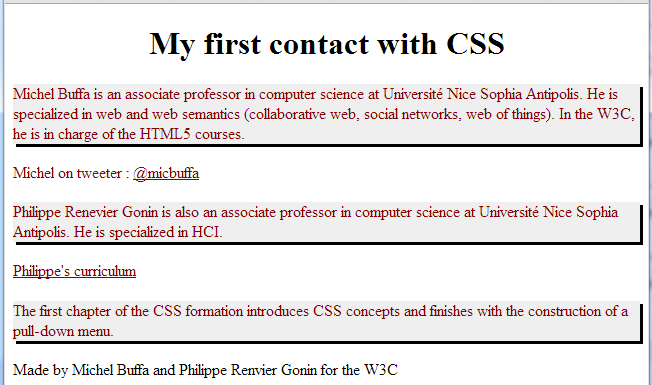 My first contact with CSS
Michel Buffa is an associate professor in computer science at Université Nice Sophia Antipolis. He is
specialized in web and web semantics (collaborative web, social networks, web of things). In the W3C,
he is in charge of the HTML5 courses.
Michel on tweeter : @micbuffa
Philippe Renevier Gonin is also an associate professor in computer science at Université Nice Sophia
Antipolis. He is specialized in HCI.
Philippe's curriculum
The first chapter of the CSS formation introduces CSS concepts and finishes with the construction of a
pull-down menu.
Made by Michel Buffa and Philippe Renvier Gonin for the W3C